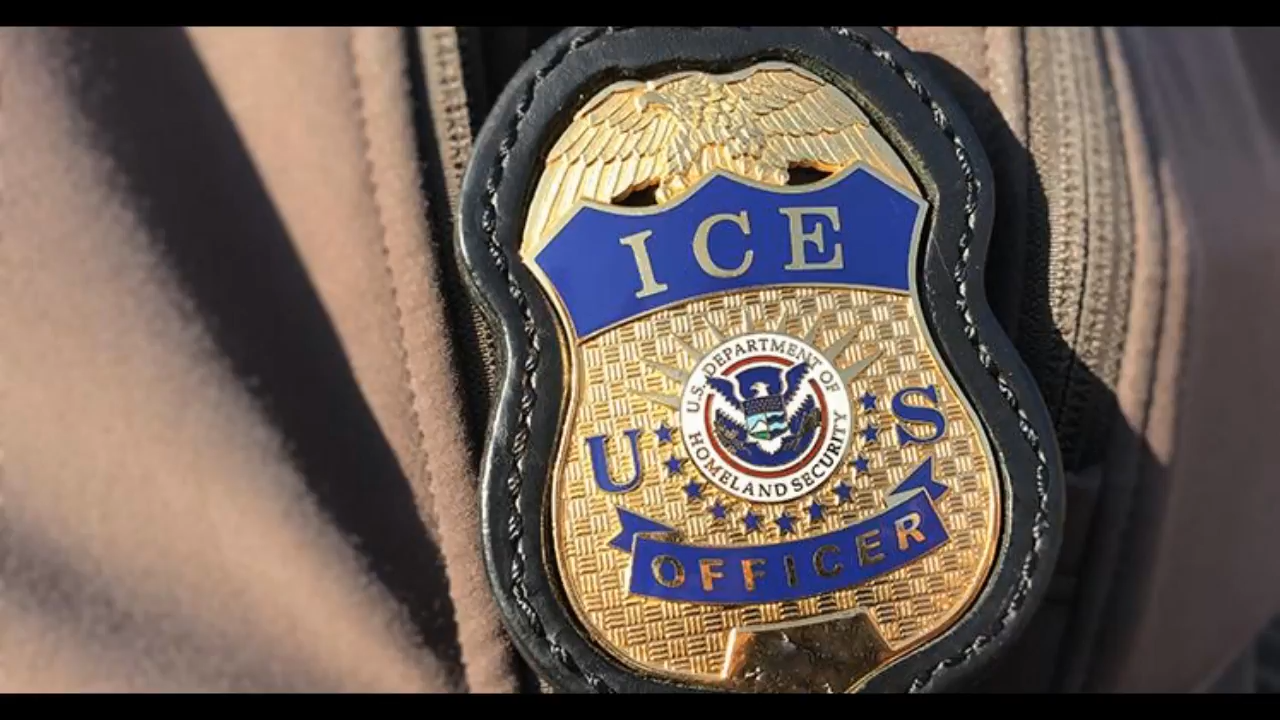 ICE
U.S. DEPARTMENT OF
HOMELAND SECURITY
U S
OFFICER